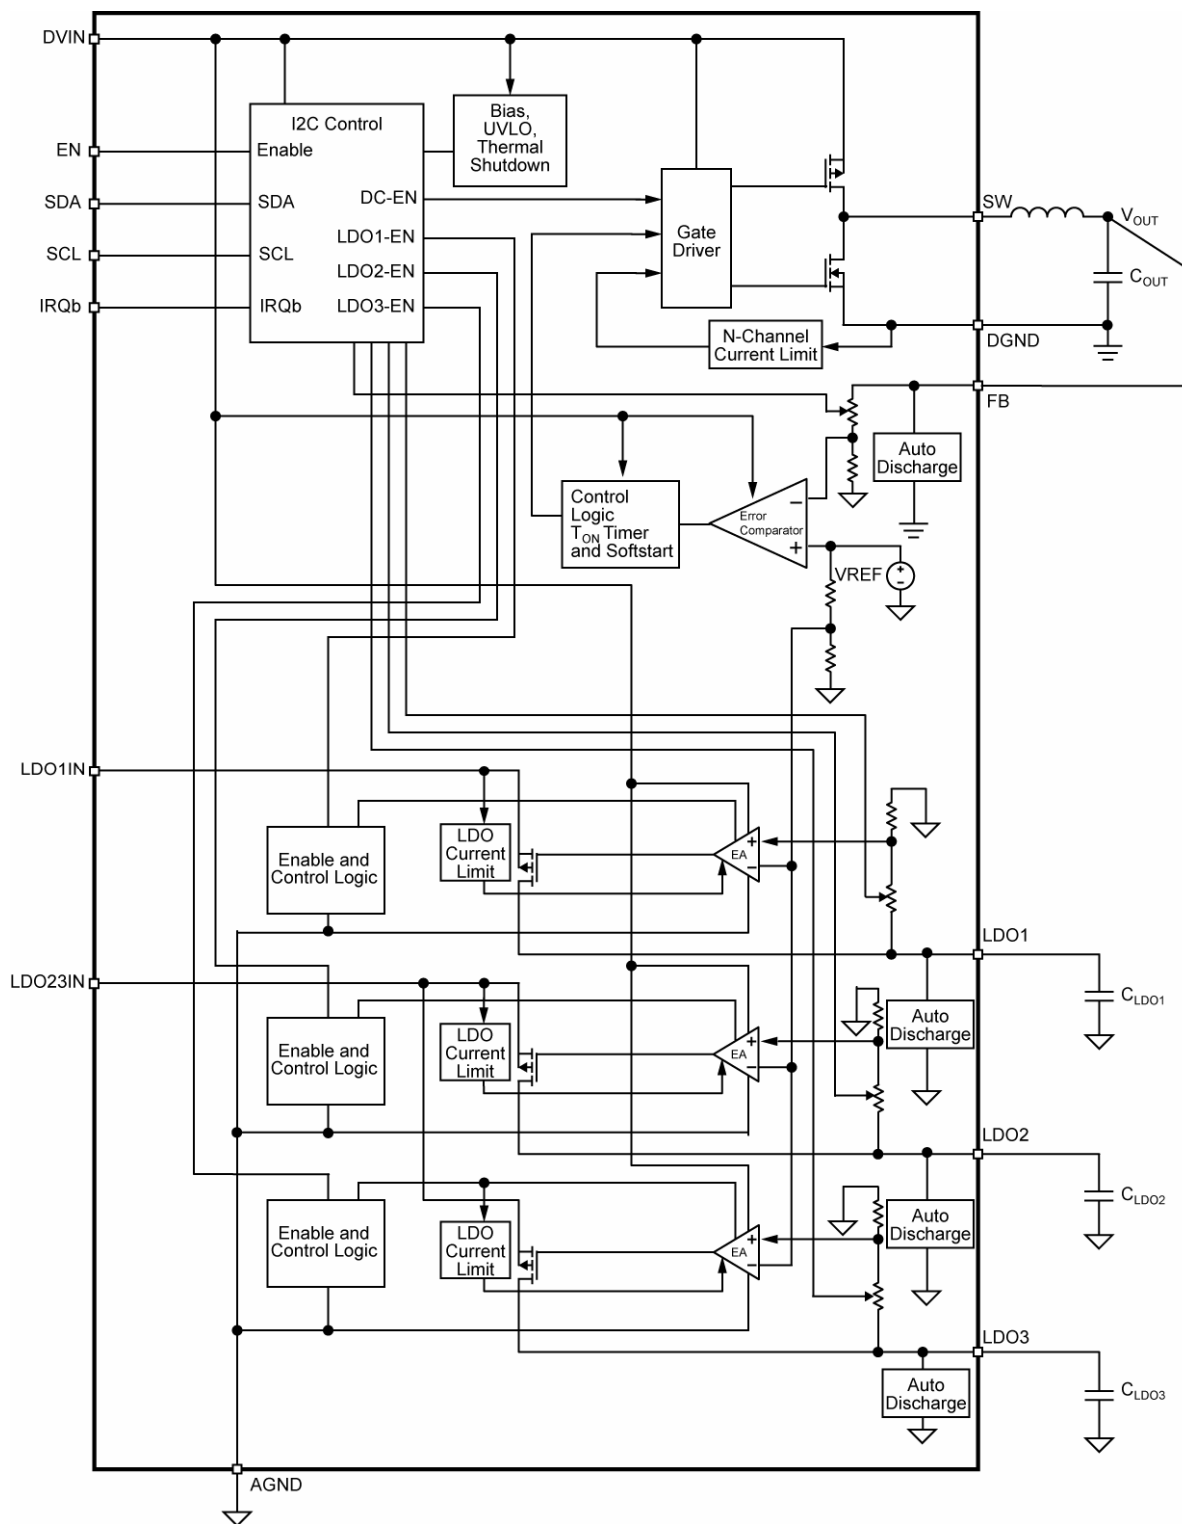 DVIN
I2C Control
Bias,
UVLO,
Thermal
Shutdown
EN
Enable
SDA
SDA
DC-EN
SW
VOUT
LDO1-EN
Gate
Driver
SCL
SCL
LDO2-EN
COUT
IRQb
IRQb
LDO3-EN
N-Channel
Current Limit
DGND
FB
Auto
Discharge
Control
Logic
TON Timer
and Softstart
−
Error
Comparator
+
VREF
+
−
LDO1IN
LDO
Current
Limit
+
EA
−
Enable and
Control Logic
LDO1
LDO23IN
CLDO1
Auto
Discharge
LDO
Current
Limit
+
EA
−
Enable and
Control Logic
LDO2
CLDO2
Auto
Discharge
LDO
Current
Limit
+
EA
−
Enable and
Control Logic
LDO3
Auto
Discharge
CLDO3
AGND